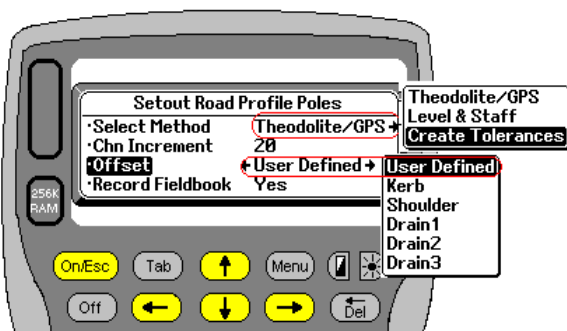 Setout Road Profile Poles
·Select Method Theodolite/GPS
·Chn Increment 20
·Offset User Defined
·Record Fieldbook Yes
Theodolite/GPS
Level & Staff
Create Tolerances
User Defined
Kerb
Shoulder
Drain1
Drain2
Drain3
256K
RAM
On/Esc Tab Menu
Off Del